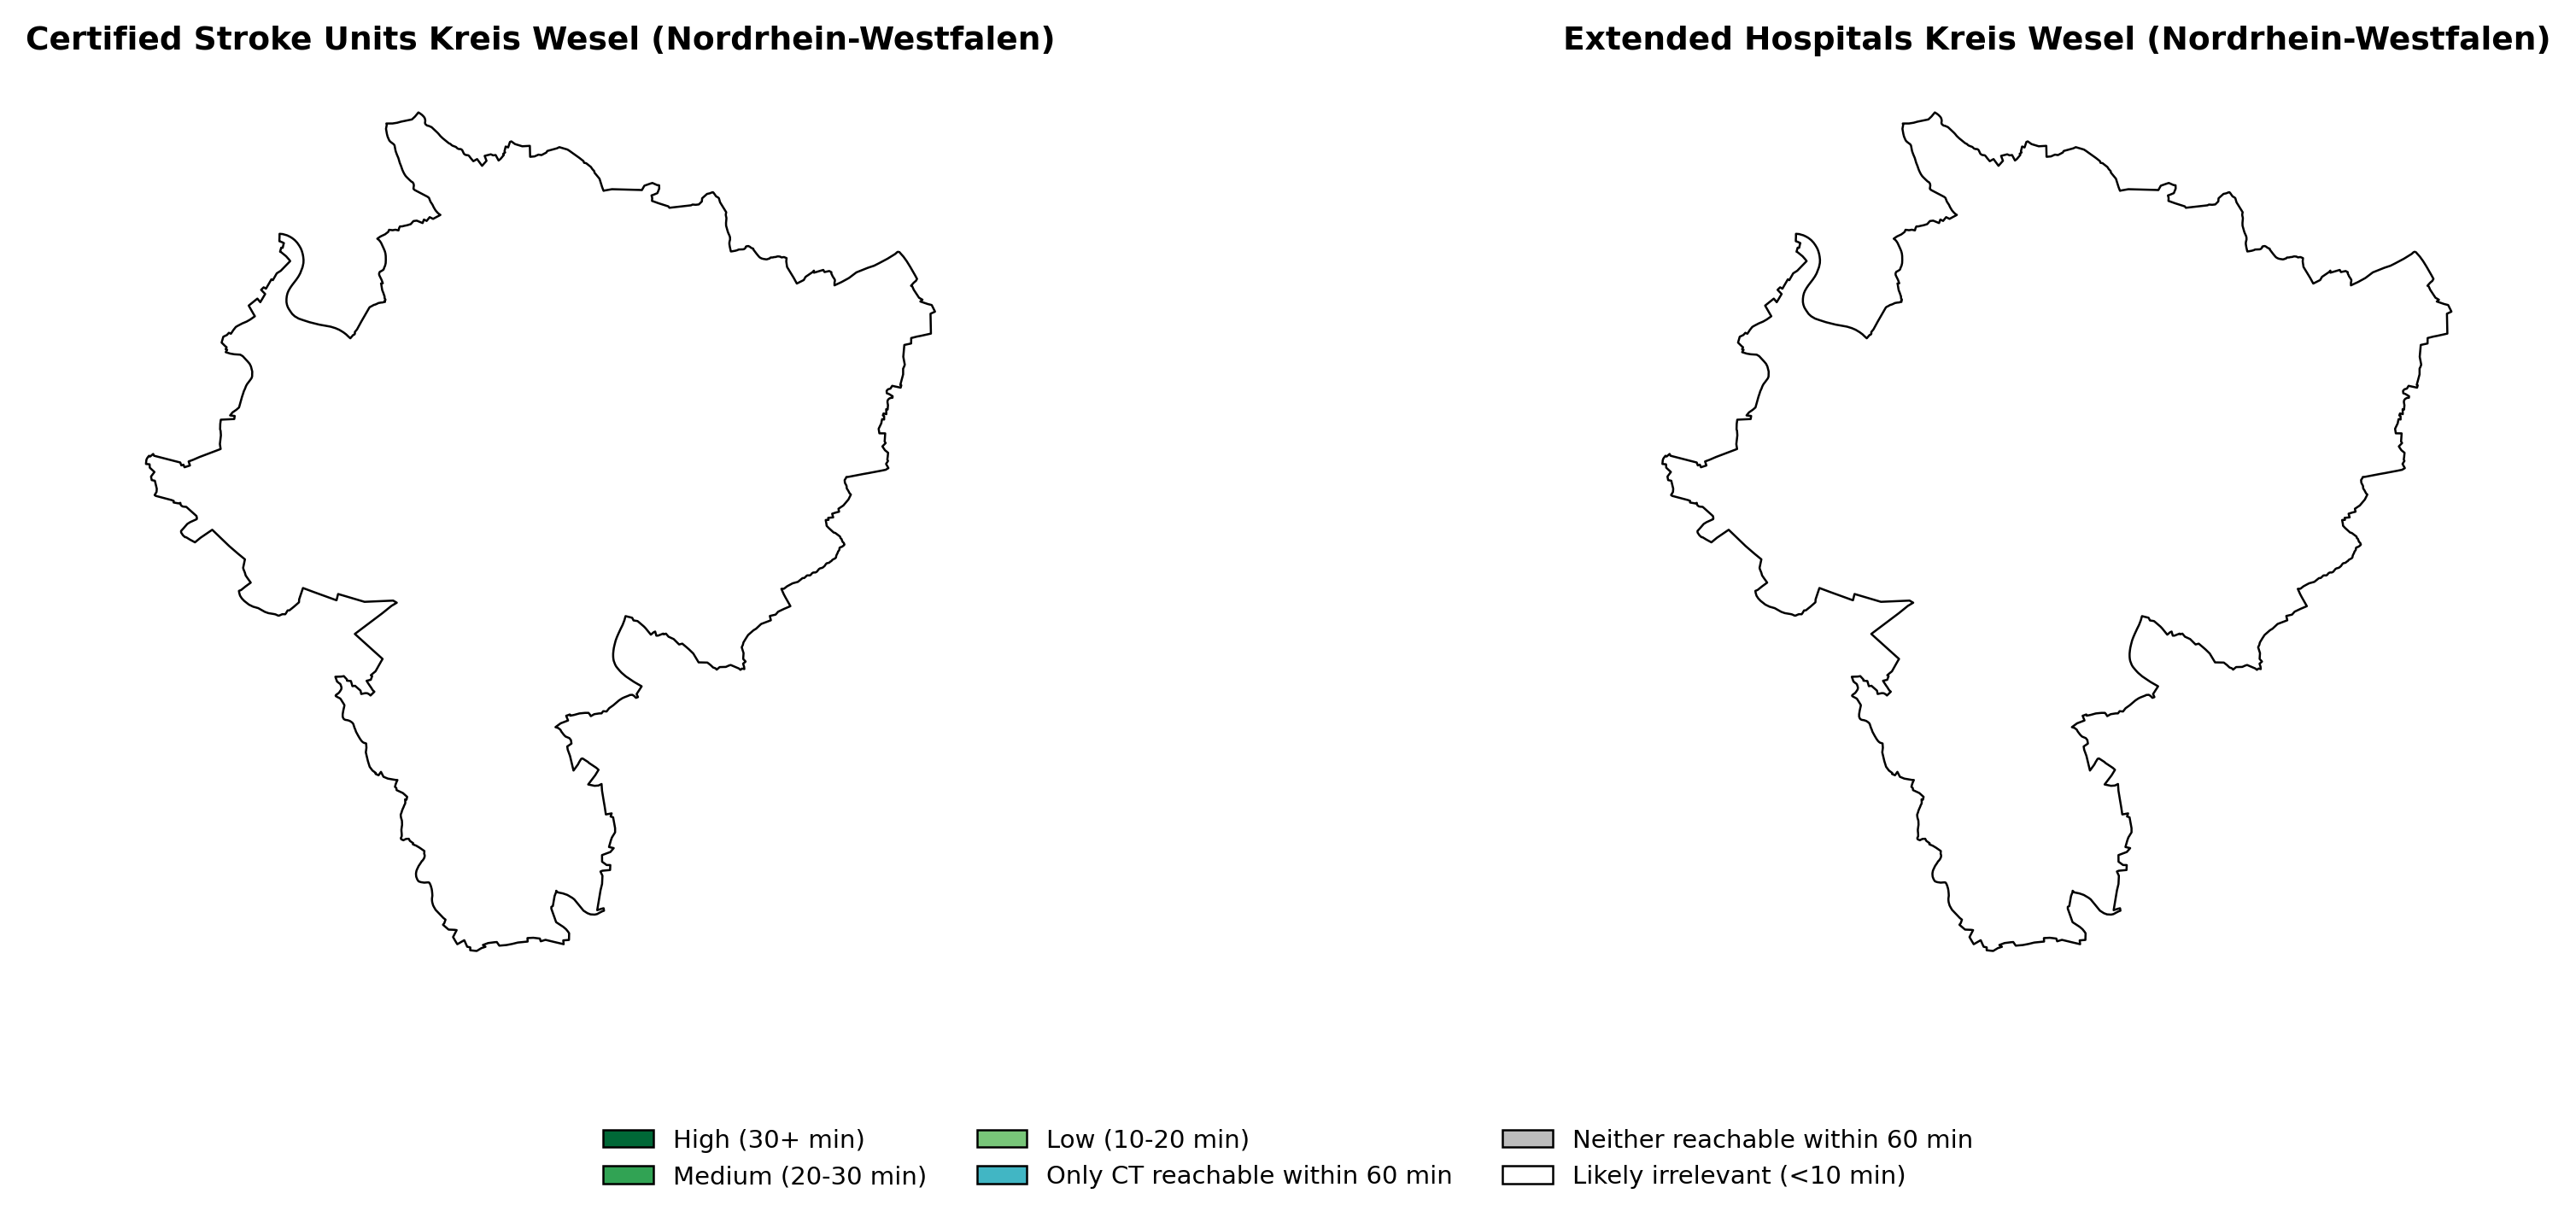 Certified Stroke Units Kreis Wesel (Nordrhein-Westfalen)
Extended Hospitals Kreis Wesel (Nordrhein-Westfalen)
High (30+ min)
Medium (20-30 min)
Low (10-20 min)
Only CT reachable within 60 min
Neither reachable within 60 min
Likely irrelevant (<10 min)